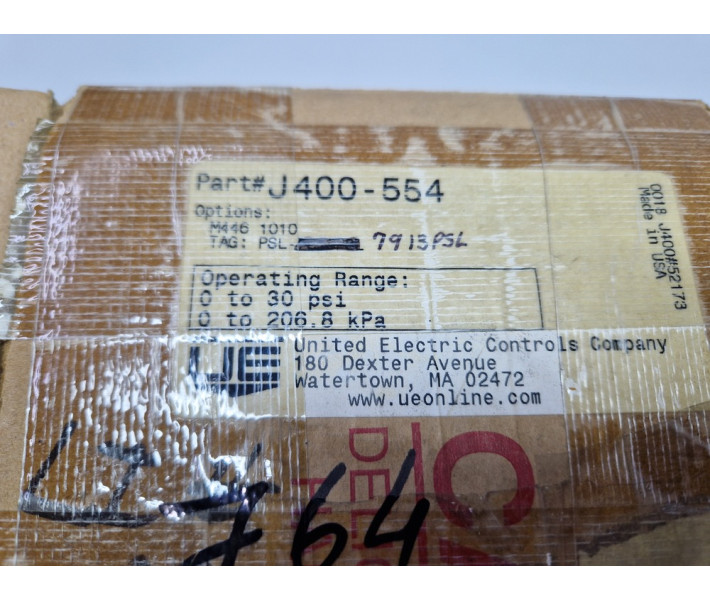 Part# J400-554
Options:
M446 1010
TAG: PSL- 7913PSL
Operating Range:
0 to 30 psi
0 to 206.8 kPa
0018 J400#52173
Made in USA
UE
United Electric Controls Company
180 Dexter Avenue
Watertown, MA 02472
www.ueonline.com
DELIC
764